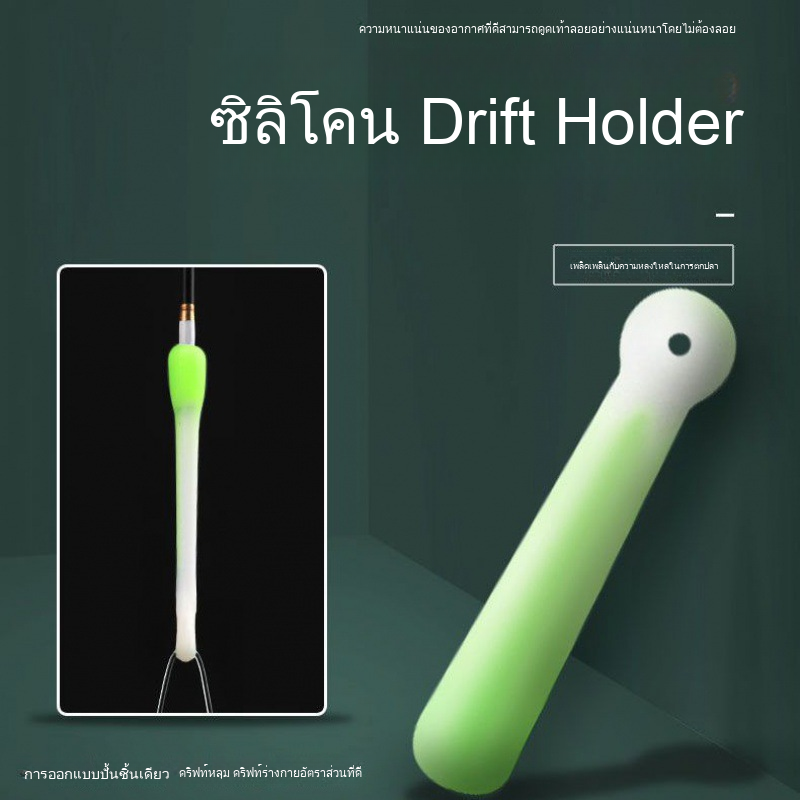 ความหนาแน่นของอากาศที่ดีสามารถดูดเท้าลอยอย่างแน่นหนาโดยไม่ต้องลอย
ซิลิโคน Drift Holder
เพลิดเพลินกับความหลงใหลในการตกปลา
การออกแบบปั้นชิ้นเดียว ดริฟท์หลุม ดริฟท์ร่างกายอัตราส่วนที่ดี